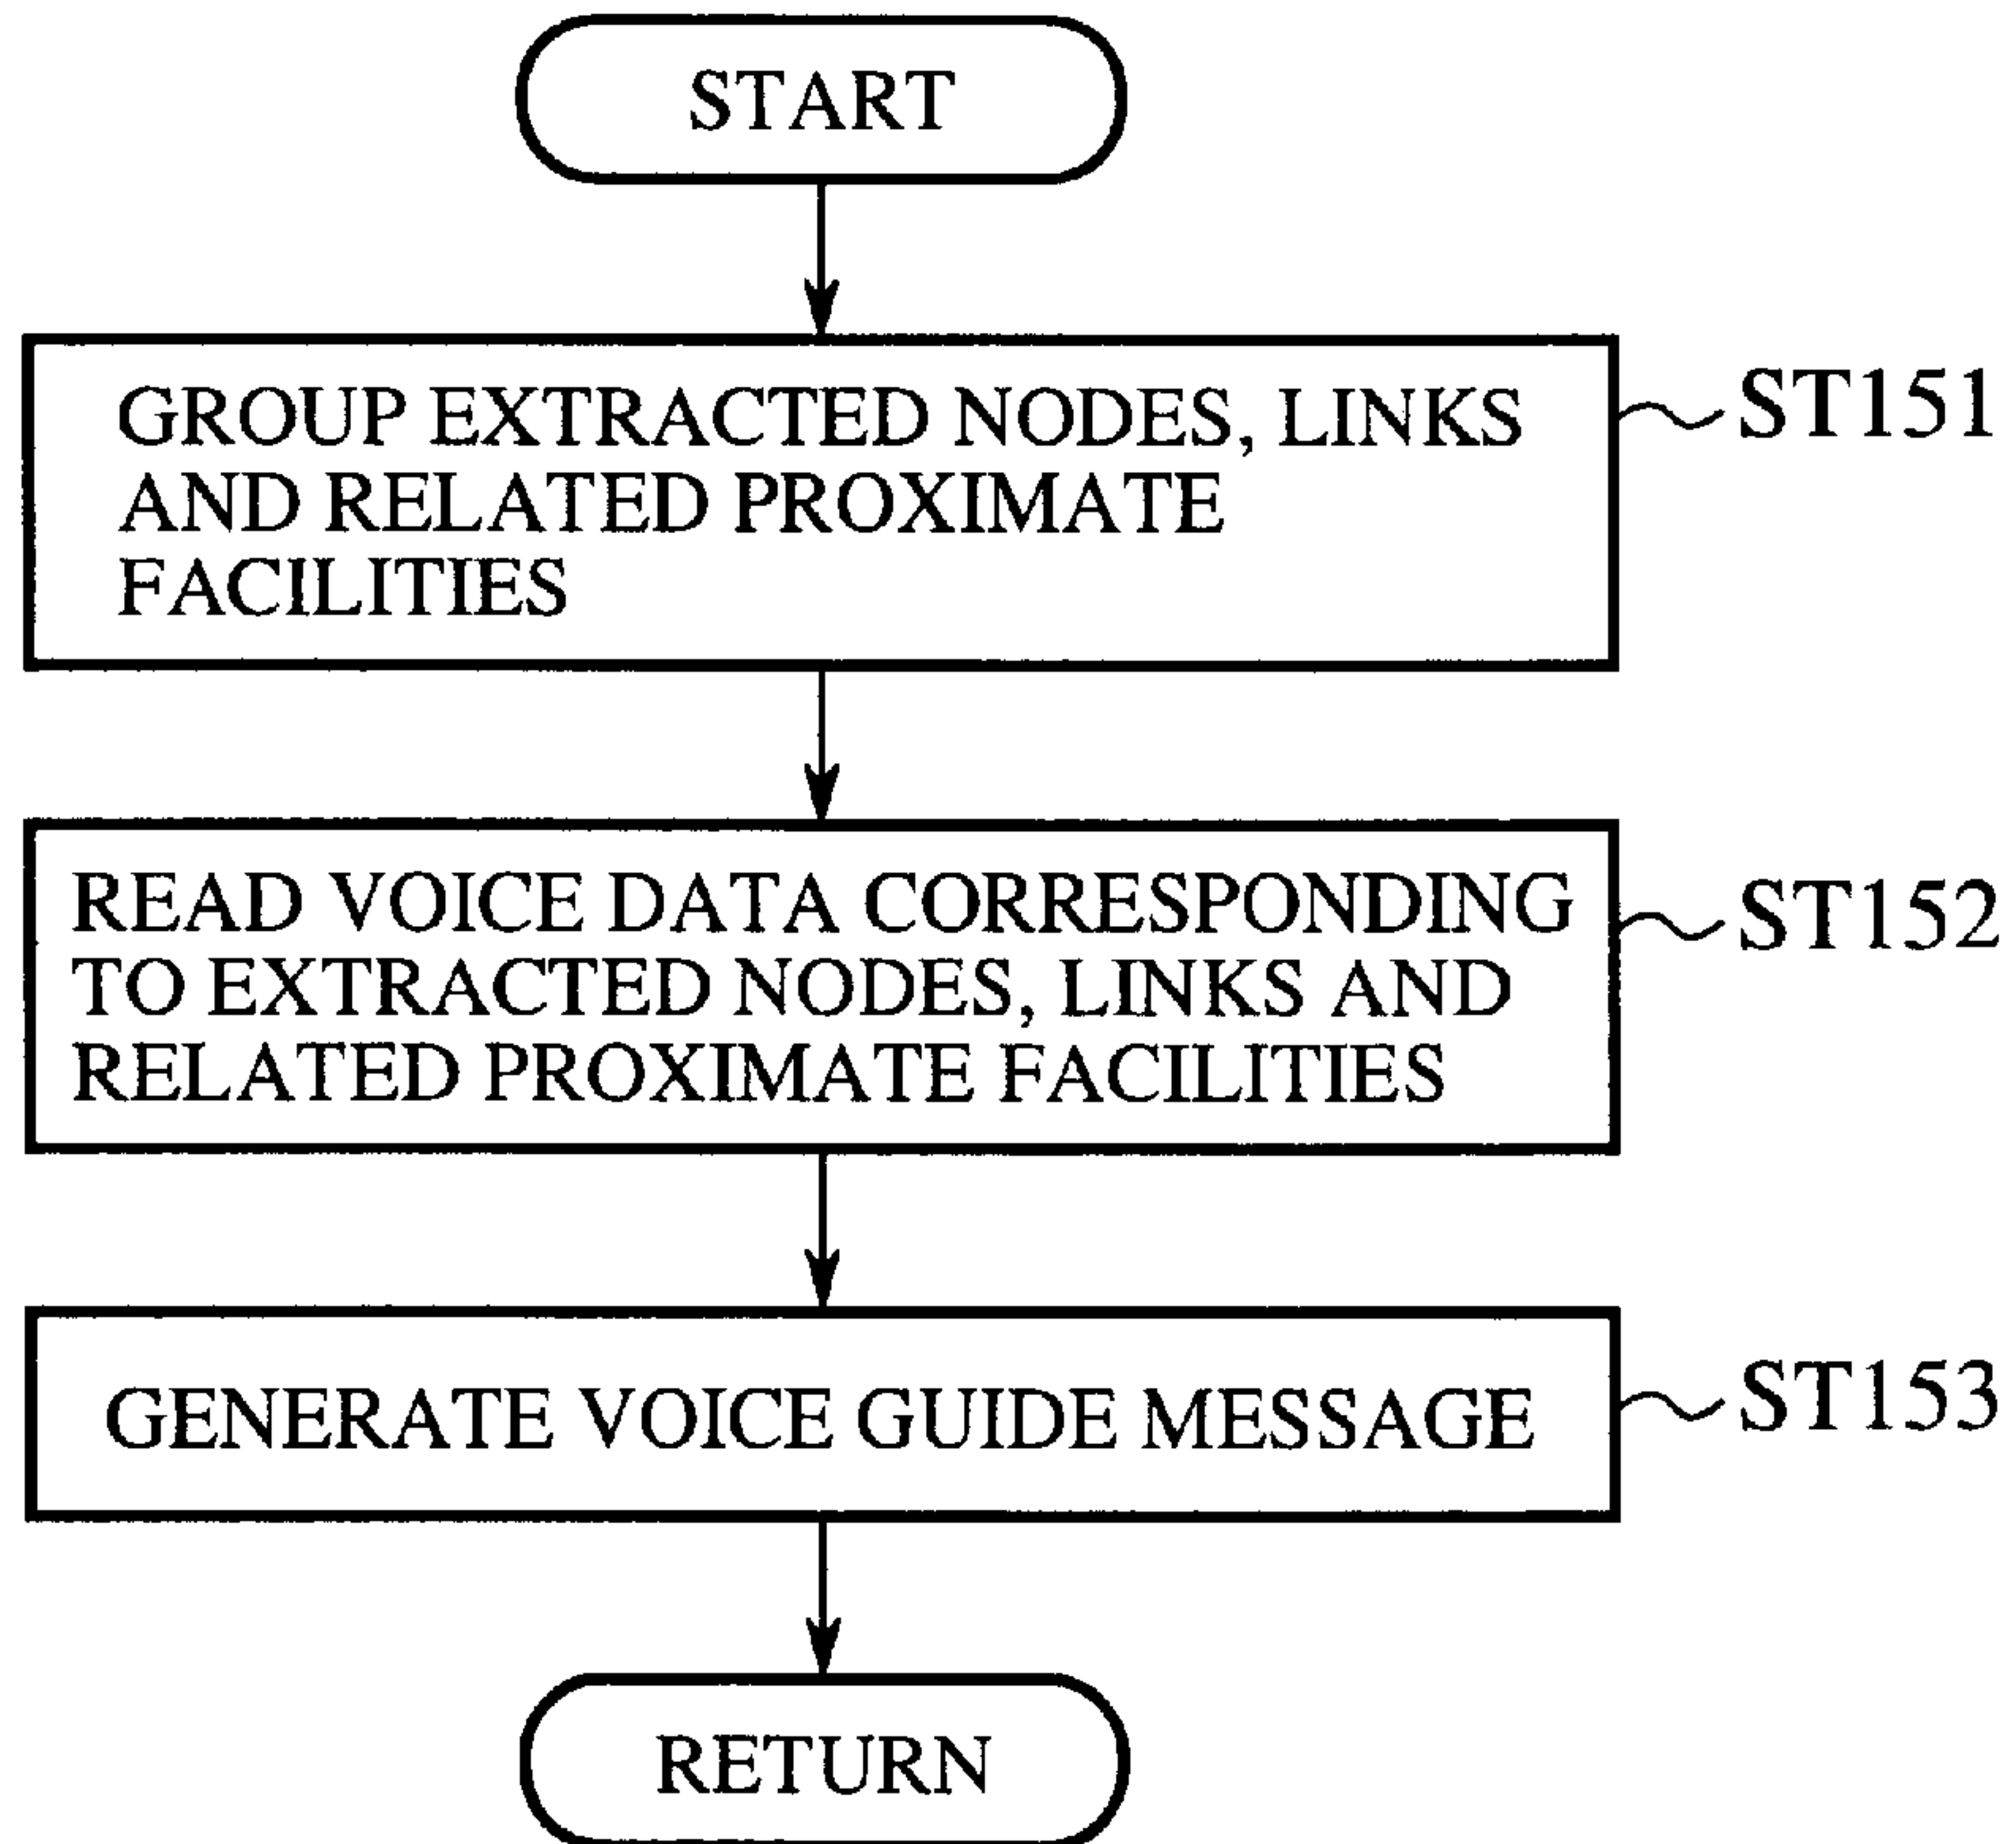 START
GROUP EXTRACTED NODES, LINKS
AND RELATED PROXIMATE
FACILITIES
ST151
READ VOICE DATA CORRESPONDING
TO EXTRACTED NODES, LINKS AND
RELATED PROXIMATE FACILITIES
ST152
GENERATE VOICE GUIDE MESSAGE
ST153
RETURN